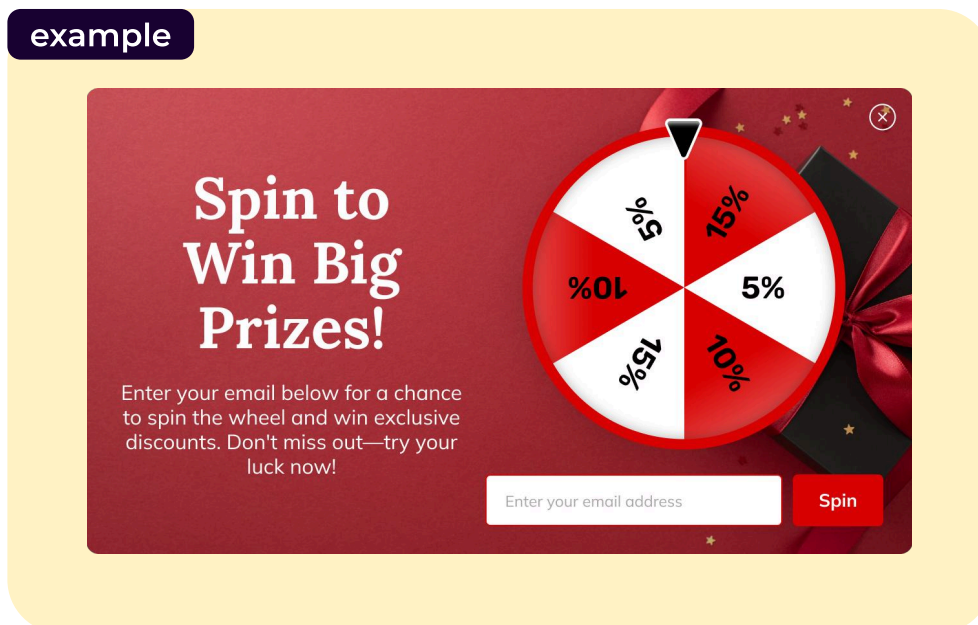 example
Spin to
Win Big
Prizes!
Enter your email below for a chance
to spin the wheel and win exclusive
discounts. Don't miss out—try your
luck now!
5%
15%
10%
5%
15%
10%
Enter your email address
Spin